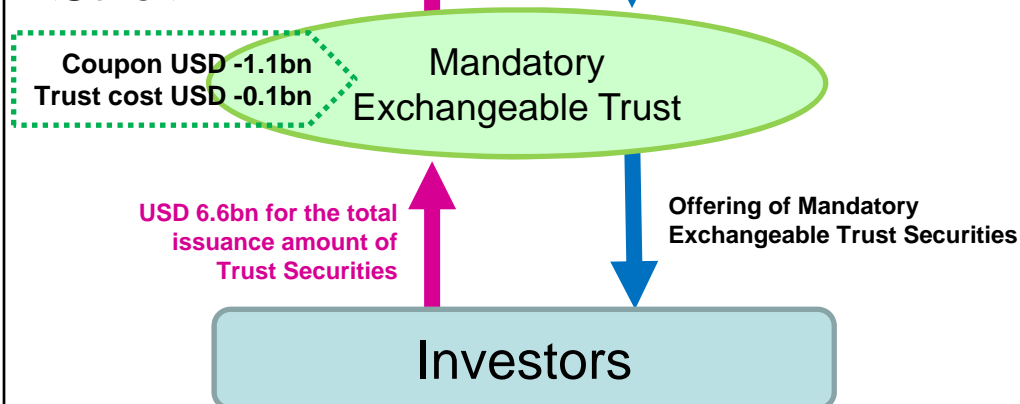 Coupon USD -1.1bn
Trust cost USD -0.1bn
Mandatory
Exchangeable Trust
USD 6.6bn for the total
issuance amount of
Trust Securities
Offering of Mandatory
Exchangeable Trust Securities
Investors